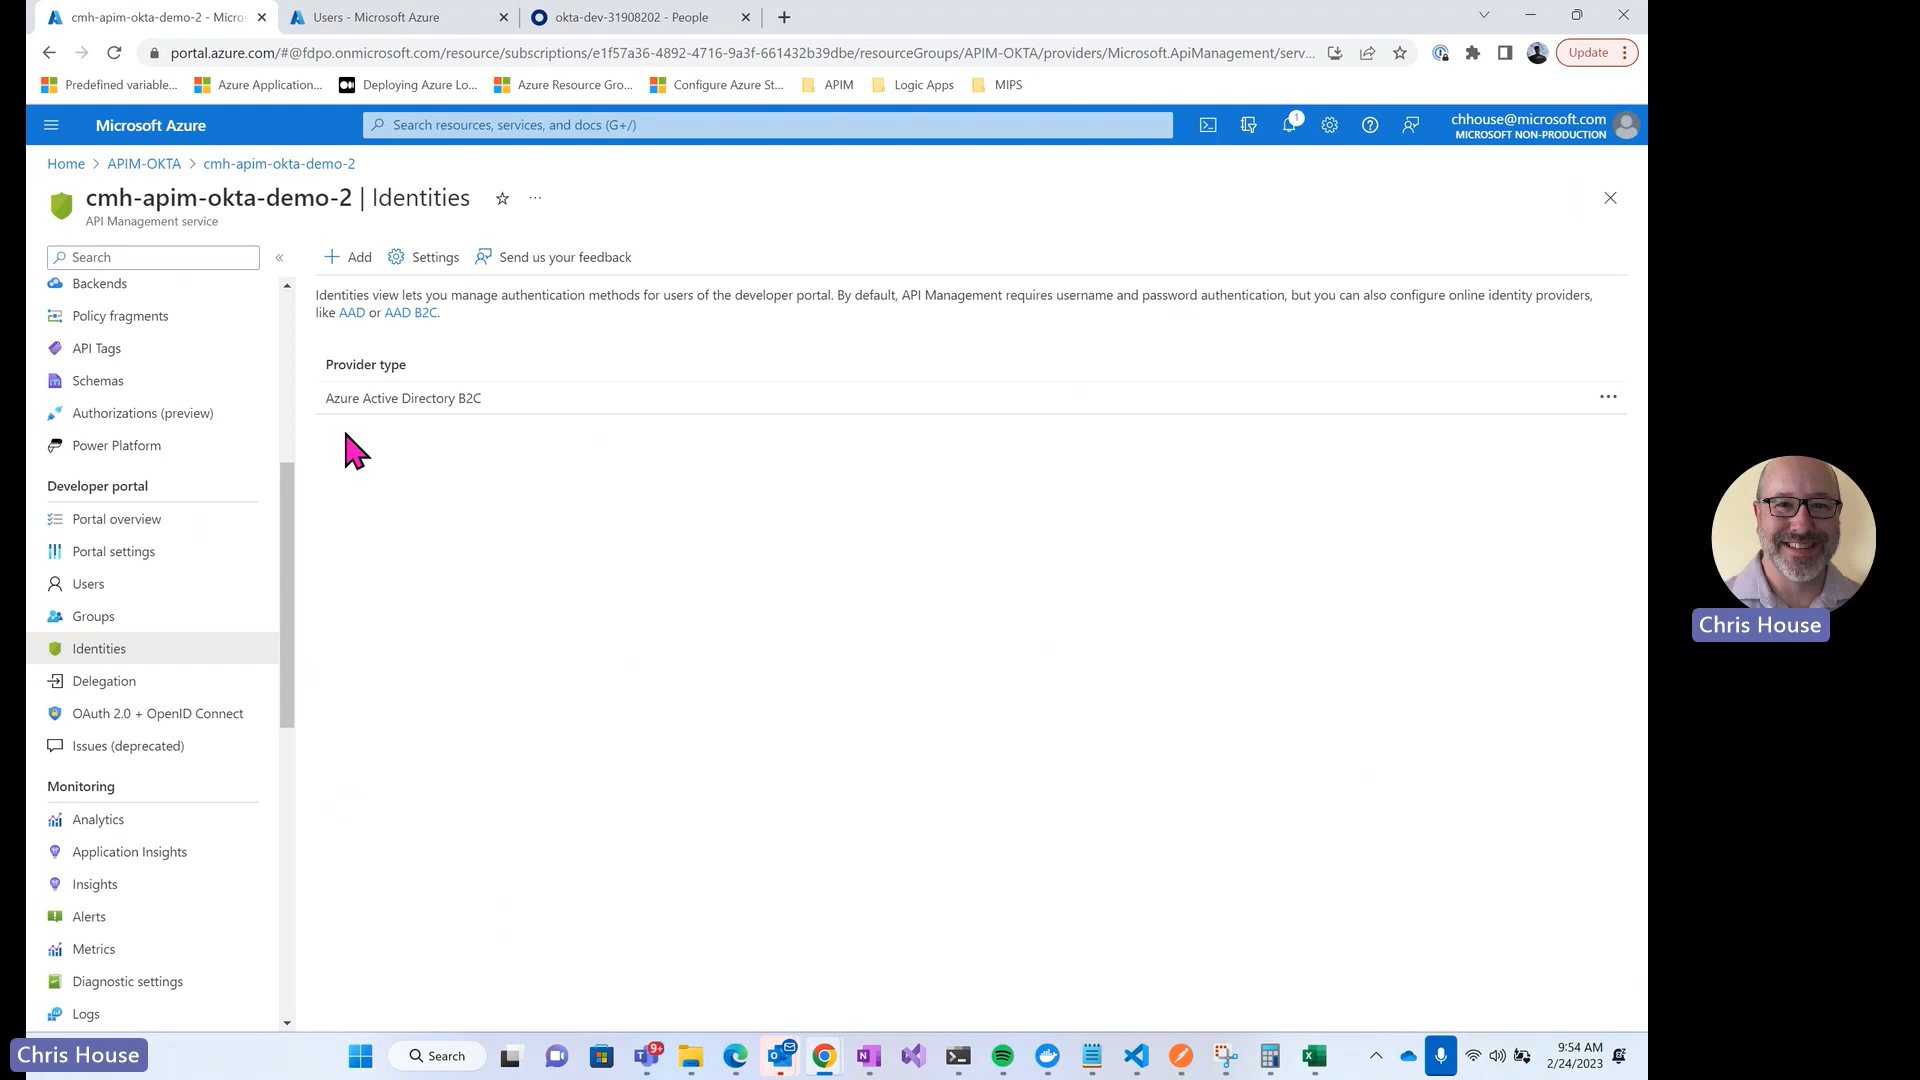 cmh-apim-okta-demo-2 - Micros
Users - Microsoft Azure
okta-dev-31908202 - People
portal.azure.com/#@fdpo.onmicrosoft.com/resource/subscriptions/e1f57a36-4892-4716-9a3f-661432b39dbe/resourceGroups/APIM-OKTA/providers/Microsoft.ApiManagement/serv...
Update
Predefined variable...
Azure Application...
Deploying Azure Lo...
Azure Resource Gro...
Configure Azure St...
APIM
Logic Apps
MIPS
Microsoft Azure
Search resources, services, and docs (G+/)
1
chhouse@microsoft.com
MICROSOFT NON-PRODUCTION
Home > APIM-OKTA > cmh-apim-okta-demo-2
cmh-apim-okta-demo-2 | Identities
API Management service
Search
Add
Settings
Send us your feedback
Identities view lets you manage authentication methods for users of the developer portal. By default, API Management requires username and password authentication, but you can also configure online identity providers,
like AAD or AAD B2C.
Provider type
Azure Active Directory B2C
Backends
Policy fragments
API Tags
Schemas
Authorizations (preview)
Power Platform
Developer portal
Portal overview
Portal settings
Users
Groups
Identities
Delegation
OAuth 2.0 + OpenID Connect
Issues (deprecated)
Monitoring
Analytics
Application Insights
Insights
Alerts
Metrics
Diagnostic settings
Logs
Chris House
Chris House
Search
9+
9:54 AM
2/24/2023